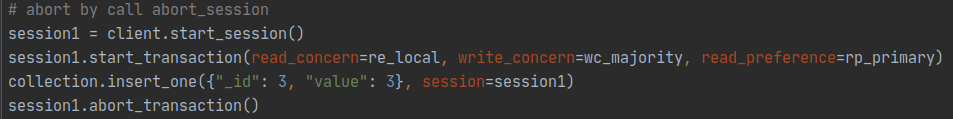 # abort by call abort_session
session1 = client.start_session()
session1.start_transaction(read_concern=re_local, write_concern=wc_majority, read_preference=rp_primary)
collection.insert_one({"_id": 3, "value": 3}, session=session1)
session1.abort_transaction()